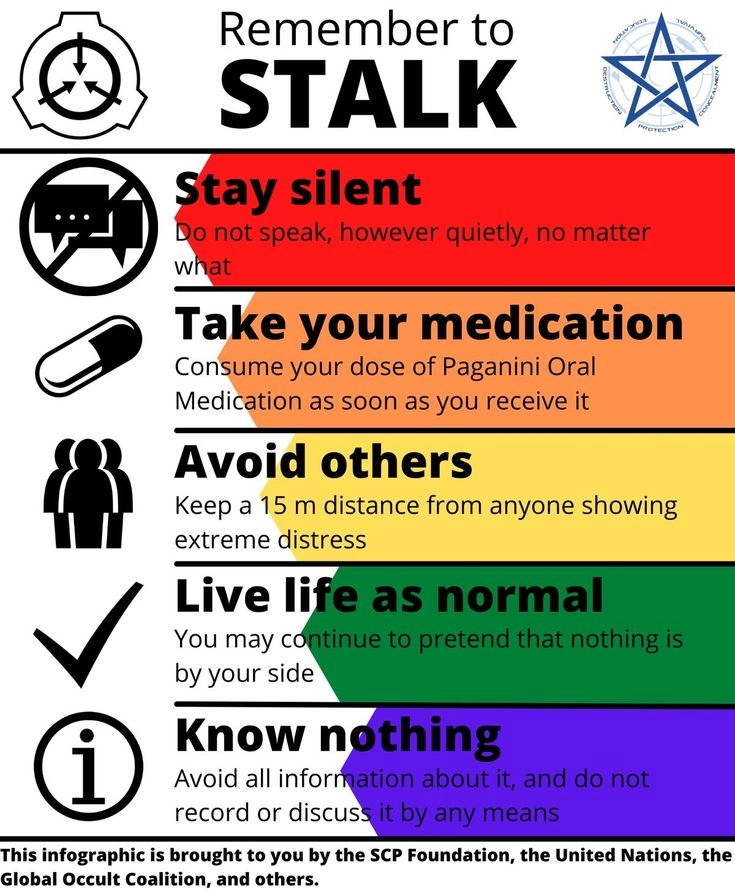 Remember to
STALK
EDUCATION
SURVIVAL
DESTRUCTION
CONCEALMENT
PROTECTION
Stay silent
Do not speak, however quietly, no matter
what
Take your medication
Consume your dose of Paganini Oral
Medication as soon as you receive it
Avoid others
Keep a 15 m distance from anyone showing
extreme distress
Live life as normal
You may continue to pretend that nothing is
by your side
i
Know nothing
Avoid all information about it, and do not
record or discuss it by any means
This infographic is brought to you by the SCP Foundation, the United Nations, the
Global Occult Coalition, and others.